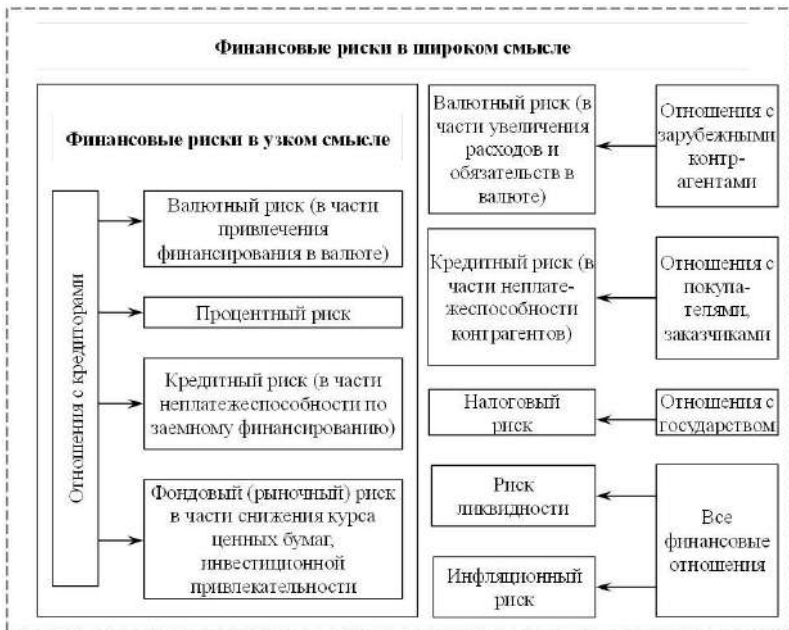 Финансовые риски в широком смысле
Финансовые риски в узком смысле
Отношения с кредиторами
Валютный риск (в части
привлечения
финансирования в валюте)
Процентный риск
Кредитный риск (в части
неплатежеспособности по
заемному финансированию)
Фондовый (рыночный) риск
в части снижения курса
ценных бумаг,
инвестиционной
привлекательности
Валютный риск (в
части увеличения
расходов и
обязательств в
валюте)
Отношения с
зарубежными
контр-
агентами
Кредитный риск (в
части неплате-
жеспособности
контрагентов)
Отношения с
покупа-
телями,
заказчиками
Налоговый
риск
Отношения с
государством
Риск
ликвидности
Инфляционный
риск
Все
финансовые
отношения